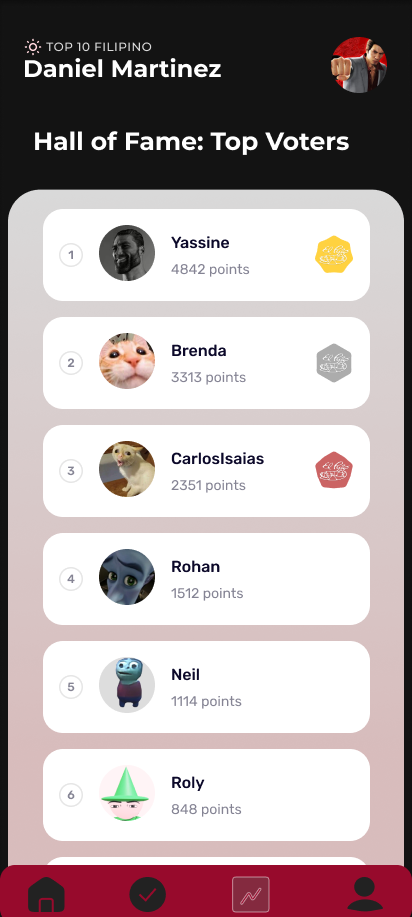 TOP 10 FILIPINO
Daniel Martinez
Hall of Fame: Top Voters
1
Yassine
4842 points
2
Brenda
3313 points
3
CarlosIsaias
2351 points
4
Rohan
1512 points
5
Neil
1114 points
6
Roly
848 points